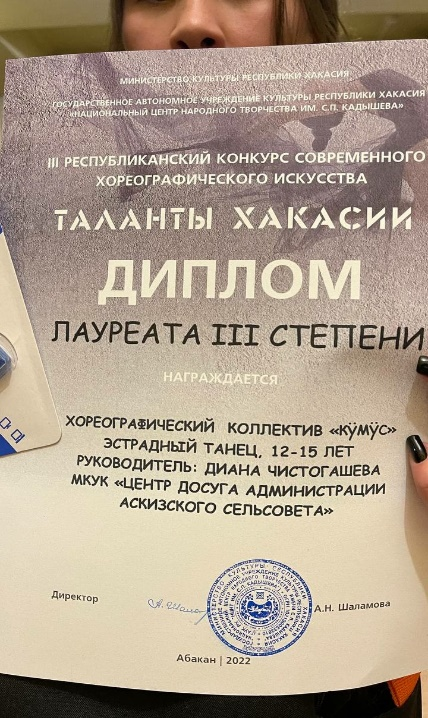 МИНИСТЕРСТВО КУЛЬТУРЫ РЕСПУБЛИКИ ХАКАСИЯ
ГОСУДАРСТВЕННОЕ АВТОНОМНОЕ УЧРЕЖДЕНИЕ КУЛЬТУРЫ РЕСПУБЛИКИ ХАКАСИЯ
«НАЦИОНАЛЬНЫЙ ЦЕНТР НАРОДНОГО ТВОРЧЕСТВА ИМ. С.П. КАДЫШЕВА»
III РЕСПУБЛИКАНСКИЙ КОНКУРС СОВРЕМЕННОГО
ХОРЕОГРАФИЧЕСКОГО ИСКУССТВА
ТАЛАНТЫ ХАКАСИИ
ДИПЛОМ
ЛАУРЕАТА III СТЕПЕНИ
НАГРАЖДАЕТСЯ
ХОРЕОГРАФИЧЕСКИЙ КОЛЛЕКТИВ «КӰМӰС»
ЭСТРАДНЫЙ ТАНЕЦ, 12-15 ЛЕТ
РУКОВОДИТЕЛЬ: ДИАНА ЧИСТОГАШЕВА
МКУК «ЦЕНТР ДОСУГА АДМИНИСТРАЦИИ
АСКИЗСКОГО СЕЛЬСОВЕТА»
Директор
А.Н. Шаламова
Абакан | 2022